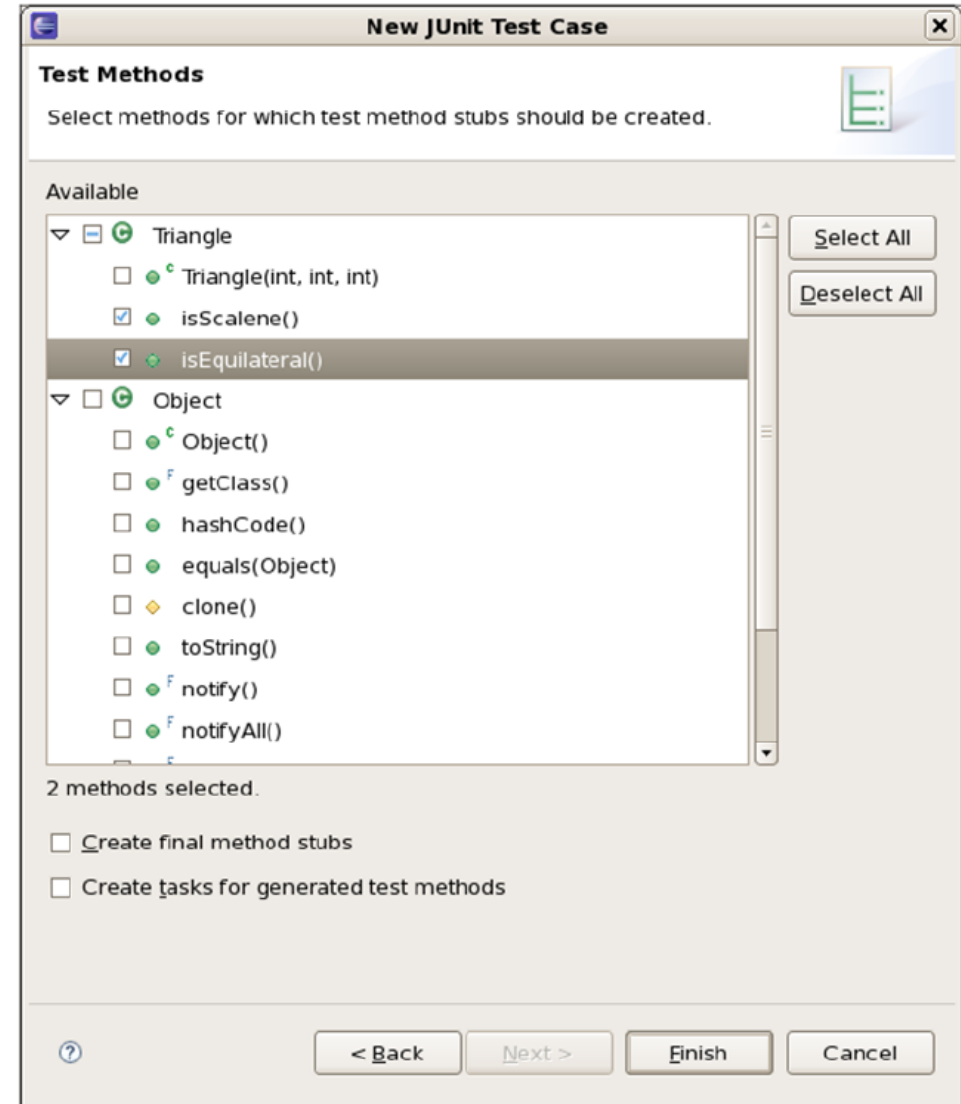 New JUnit Test Case
Test Methods
Select methods for which test method stubs should be created.
Available
Triangle
C Triangle(int, int, int)
isScalene()
isEquilateral()
Object
C Object()
F getClass()
hashCode()
equals(Object)
clone()
toString()
F notify()
F notifyAll()
F
Select All
Deselect All
2 methods selected.
Create final method stubs
Create tasks for generated test methods
? < Back Next > Finish Cancel